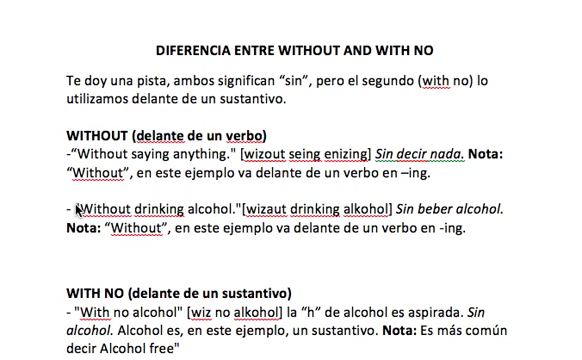 DIFERENCIA ENTRE WITHOUT AND WITH NO
Te doy una pista, ambos significan “sin”, pero el segundo (with no) lo
utilizamos delante de un sustantivo.
WITHOUT (delante de un verbo)
-“Without saying anything." [wizout seing enizing] Sin decir nada. Nota:
“Without”, en este ejemplo va delante de un verbo en –ing.
- "Without drinking alcohol."[wizaut drinking alkohol] Sin beber alcohol.
Nota: “Without”, en este ejemplo va delante de un verbo en -ing.
WITH NO (delante de un sustantivo)
- "With no alcohol" [wiz no alkohol] la “h” de alcohol es aspirada. Sin
alcohol. Alcohol es, en este ejemplo, un sustantivo. Nota: Es más común
decir Alcohol free"